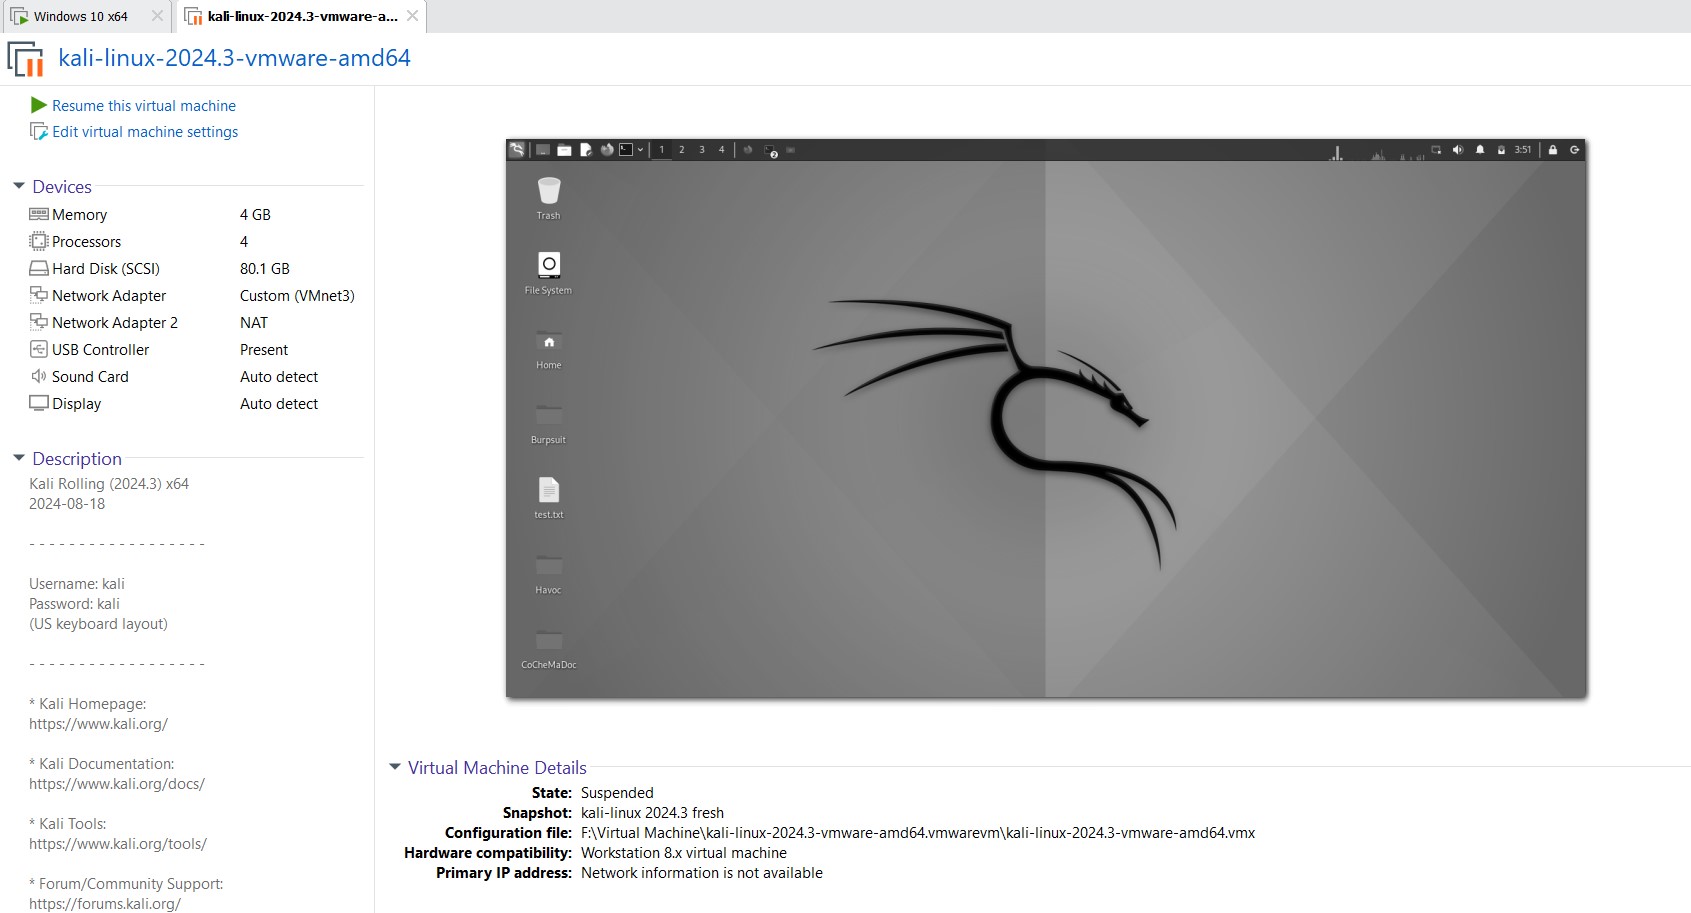 Windows 10 x64
kali-linux-2024.3-vmware-a...
kali-linux-2024.3-vmware-amd64
Resume this virtual machine
Edit virtual machine settings
Devices
Memory 4 GB
Processors 4
Hard Disk (SCSI) 80.1 GB
Network Adapter Custom (VMnet3)
Network Adapter 2 NAT
USB Controller Present
Sound Card Auto detect
Display Auto detect
Description
Kali Rolling (2024.3) x64
2024-08-18
- - - - - - - - - - - - - - - - - -
Username: kali
Password: kali
(US keyboard layout)
- - - - - - - - - - - - - - - - - -
* Kali Homepage:
https://www.kali.org/
* Kali Documentation:
https://www.kali.org/docs/
* Kali Tools:
https://www.kali.org/tools/
* Forum/Community Support:
https://forums.kali.org/
1 2 3 4 2 3:51
Trash
File System
Home
Burpsuit
test.txt
Havoc
CoCheMaDoc
Virtual Machine Details
State: Suspended
Snapshot: kali-linux 2024.3 fresh
Configuration file: F:\Virtual Machine\kali-linux-2024.3-vmware-amd64.vmwarevm\kali-linux-2024.3-vmware-amd64.vmx
Hardware compatibility: Workstation 8.x virtual machine
Primary IP address: Network information is not available